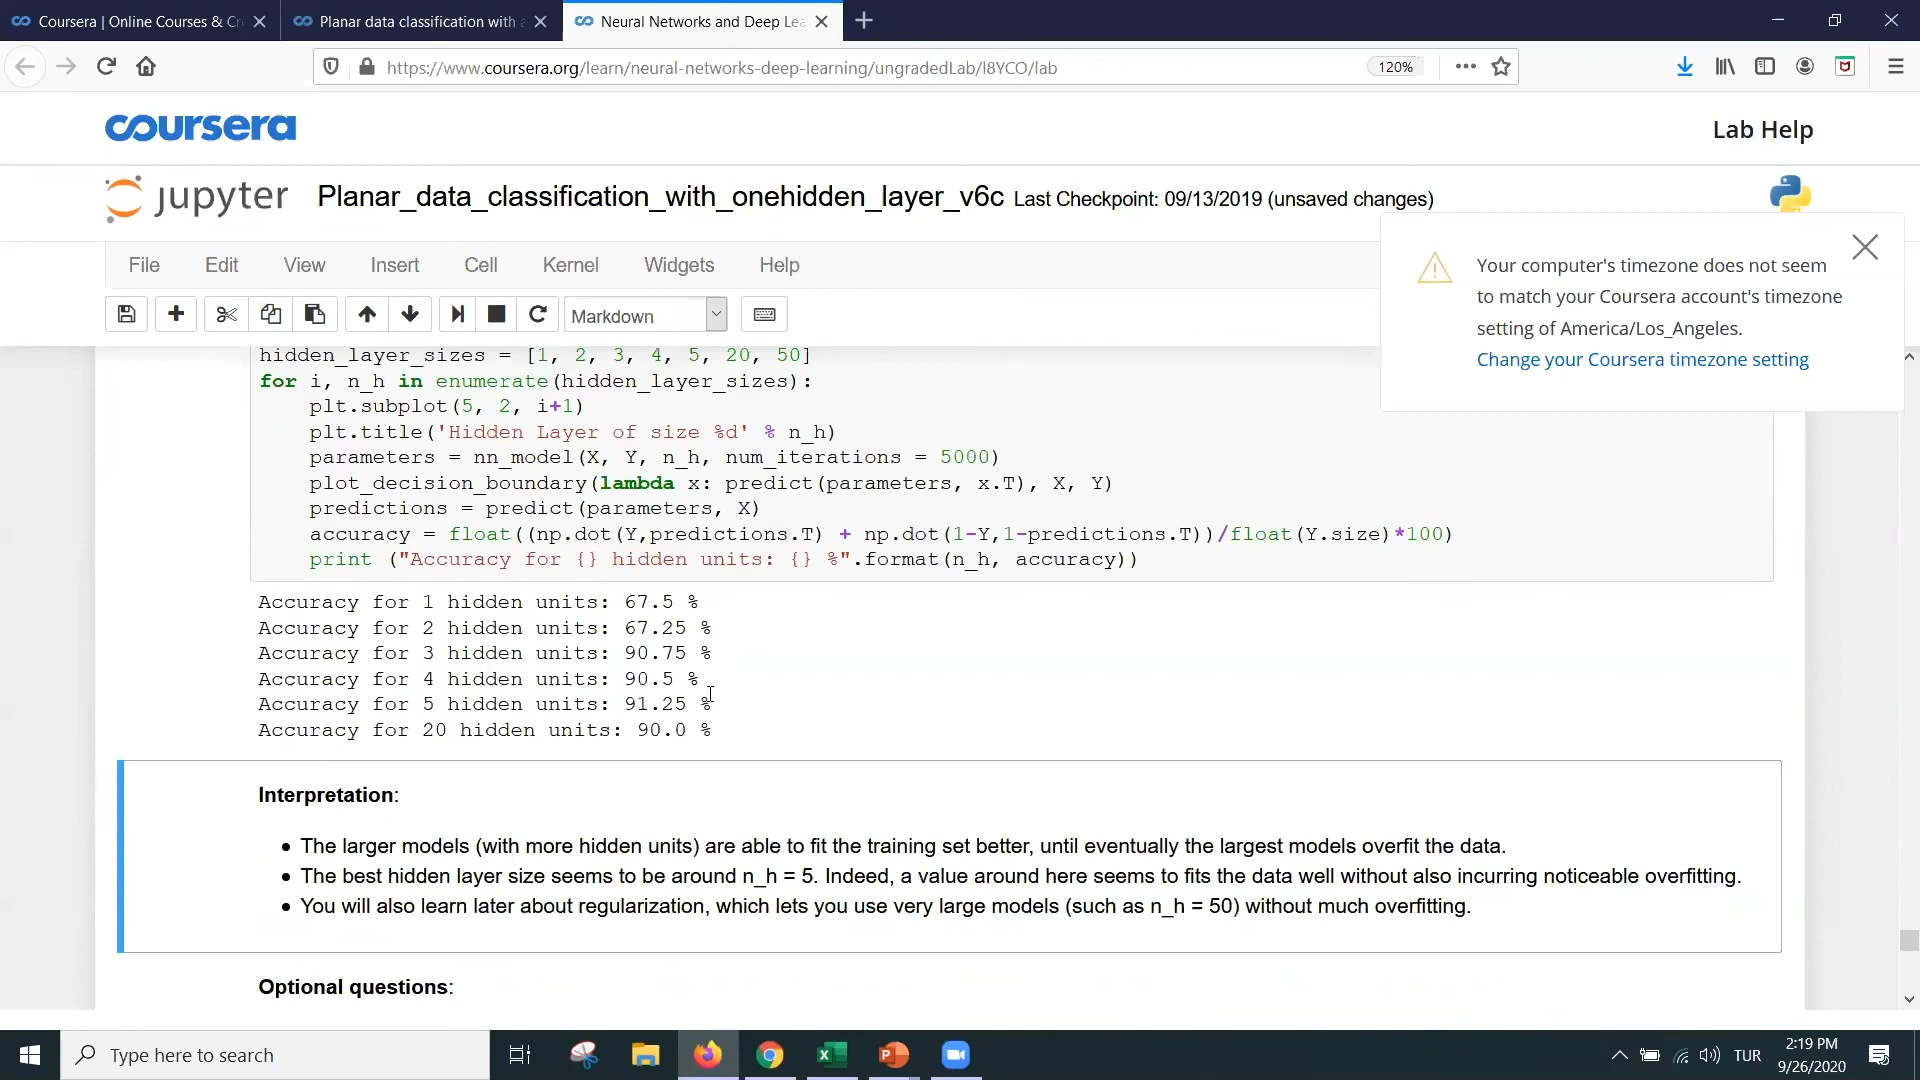 Coursera | Online Courses & Cr
Planar data classification with a
Neural Networks and Deep Lea
https://www.coursera.org/learn/neural-networks-deep-learning/ungradedLab/l8YCO/lab
120%
coursera
Lab Help
jupyter Planar_data_classification_with_onehidden_layer_v6c Last Checkpoint: 09/13/2019 (unsaved changes)
File Edit View Insert Cell Kernel Widgets Help
Markdown
Your computer's timezone does not seem
to match your Coursera account's timezone
setting of America/Los_Angeles.
Change your Coursera timezone setting
hidden_layer_sizes = [1, 2, 3, 4, 5, 20, 50]
for i, n_h in enumerate(hidden_layer_sizes):
    plt.subplot(5, 2, i+1)
    plt.title('Hidden Layer of size %d' % n_h)
    parameters = nn_model(X, Y, n_h, num_iterations = 5000)
    plot_decision_boundary(lambda x: predict(parameters, x.T), X, Y)
    predictions = predict(parameters, X)
    accuracy = float((np.dot(Y,predictions.T) + np.dot(1-Y,1-predictions.T))/float(Y.size)*100)
    print ("Accuracy for {} hidden units: {} %".format(n_h, accuracy))
Accuracy for 1 hidden units: 67.5 %
Accuracy for 2 hidden units: 67.25 %
Accuracy for 3 hidden units: 90.75 %
Accuracy for 4 hidden units: 90.5 %
Accuracy for 5 hidden units: 91.25 %
Accuracy for 20 hidden units: 90.0 %
Interpretation:
• The larger models (with more hidden units) are able to fit the training set better, until eventually the largest models overfit the data.
• The best hidden layer size seems to be around n_h = 5. Indeed, a value around here seems to fits the data well without also incurring noticeable overfitting.
• You will also learn later about regularization, which lets you use very large models (such as n_h = 50) without much overfitting.
Optional questions:
Type here to search
TUR
2:19 PM
9/26/2020